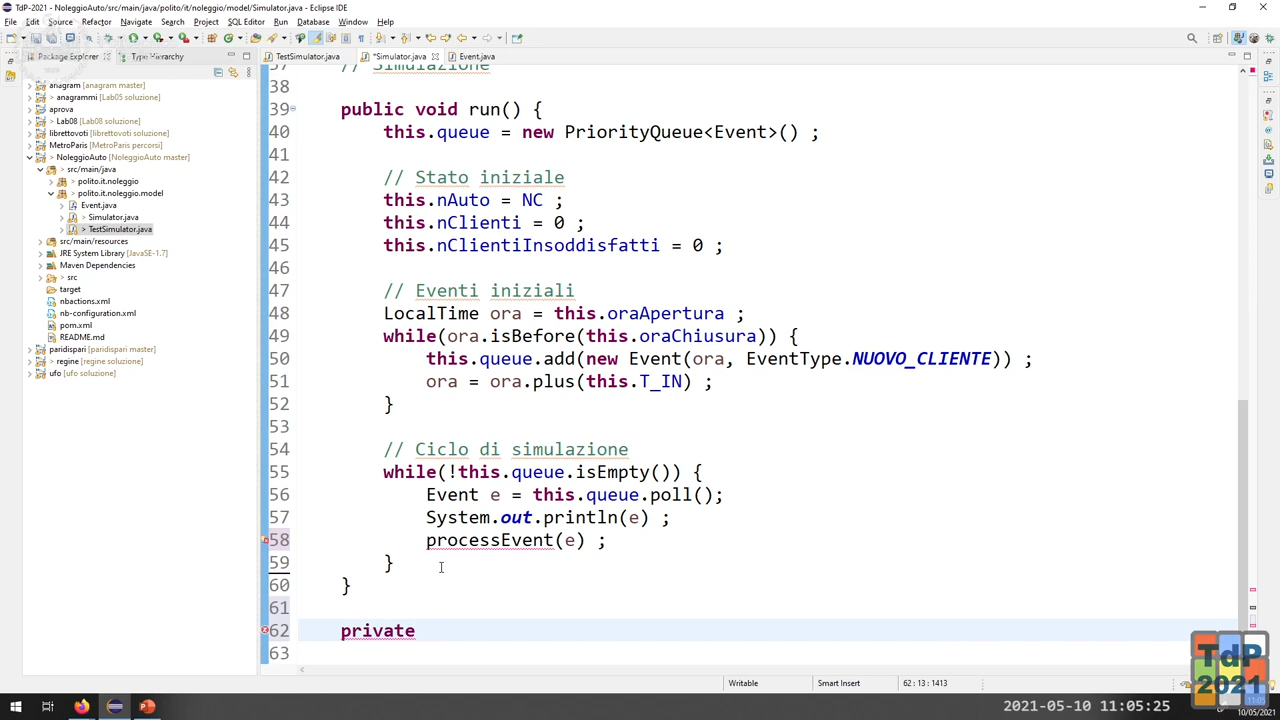 TdP-2021 - NoleggioAuto/src/main/java/polito/it/noleggio/model/Simulator.java - Eclipse IDE
File Edit Source Refactor Navigate Search Project SQL Editor Run Database Window Help
Package Explorer Type Hierarchy
TestSimulator.java *Simulator.java Event.java
anagram [anagram master]
> anagrammi [Lab05 soluzione]
aprova
> Lab08 [Lab08 soluzione]
librettovoti [librettovoti soluzione]
MetroParis [MetroParis percorsi]
> NoleggioAuto [NoleggioAuto master]
> src/main/java
> polito.it.noleggio
> polito.it.noleggio.model
Event.java
> Simulator.java
> TestSimulator.java
src/main/resources
JRE System Library [JavaSE-1.7]
Maven Dependencies
> src
target
nbactions.xml
nb-configuration.xml
pom.xml
README.md
paridispari [paridispari master]
> regine [regine soluzione]
ufo [ufo soluzione]
37 // Simulazione
38
39 public void run() {
40 this.queue = new PriorityQueue<Event>() ;
41
42 // Stato iniziale
43 this.nAuto = NC ;
44 this.nClienti = 0 ;
45 this.nClientiInsoddisfatti = 0 ;
46
47 // Eventi iniziali
48 LocalTime ora = this.oraApertura ;
49 while(ora.isBefore(this.oraChiusura)) {
50 this.queue.add(new Event(ora, EventType.NUOVO_CLIENTE)) ;
51 ora = ora.plus(this.T_IN) ;
52 }
53
54 // Ciclo di simulazione
55 while(!this.queue.isEmpty()) {
56 Event e = this.queue.poll();
57 System.out.println(e) ;
58 processEvent(e) ;
59 }
60 }
61
62 private
63
Writable Smart Insert 62 : 13 : 1413
TdP
2021
2021-05-10 11:05:25
10/05/2021